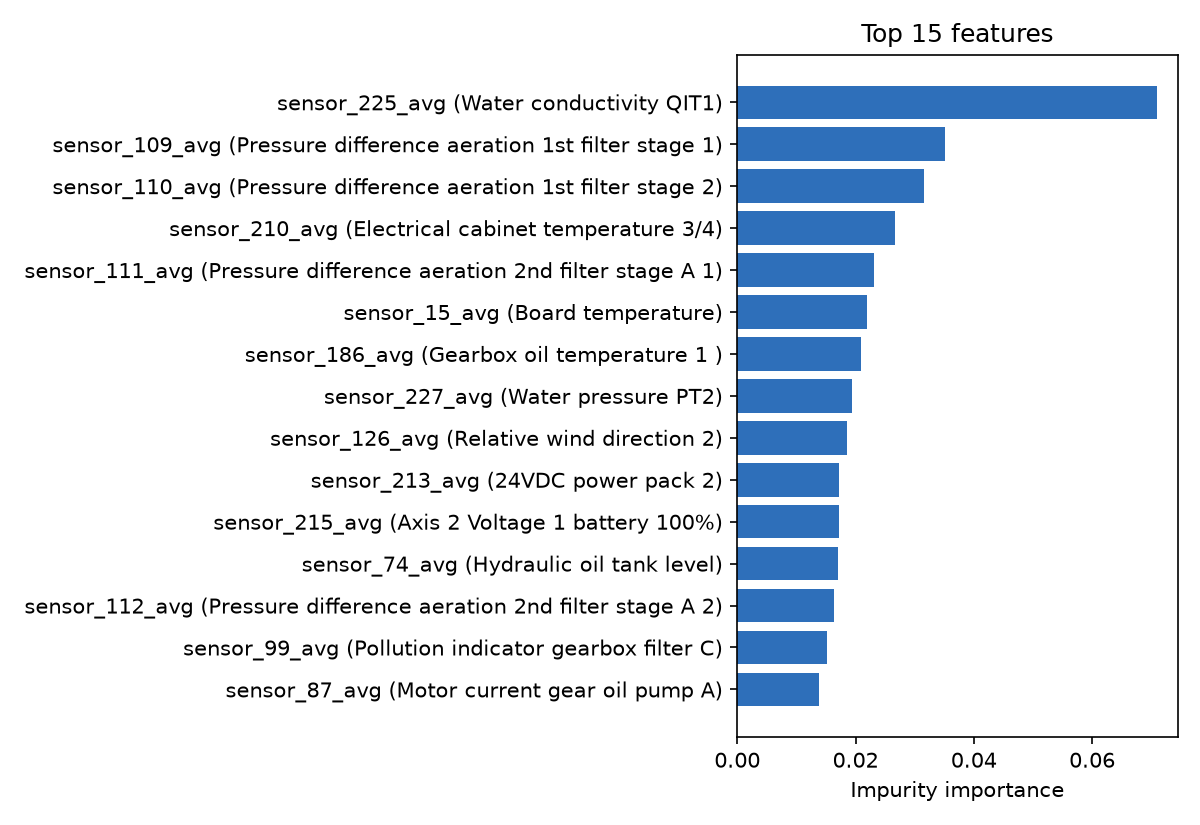 Top 15 features
sensor_225_avg (Water conductivity QIT1)
sensor_109_avg (Pressure difference aeration 1st filter stage 1)
sensor_110_avg (Pressure difference aeration 1st filter stage 2)
sensor_210_avg (Electrical cabinet temperature 3/4)
sensor_111_avg (Pressure difference aeration 2nd filter stage A 1)
sensor_15_avg (Board temperature)
sensor_186_avg (Gearbox oil temperature 1 )
sensor_227_avg (Water pressure PT2)
sensor_126_avg (Relative wind direction 2)
sensor_213_avg (24VDC power pack 2)
sensor_215_avg (Axis 2 Voltage 1 battery 100%)
sensor_74_avg (Hydraulic oil tank level)
sensor_112_avg (Pressure difference aeration 2nd filter stage A 2)
sensor_99_avg (Pollution indicator gearbox filter C)
sensor_87_avg (Motor current gear oil pump A)
0.00 0.02 0.04 0.06
Impurity importance